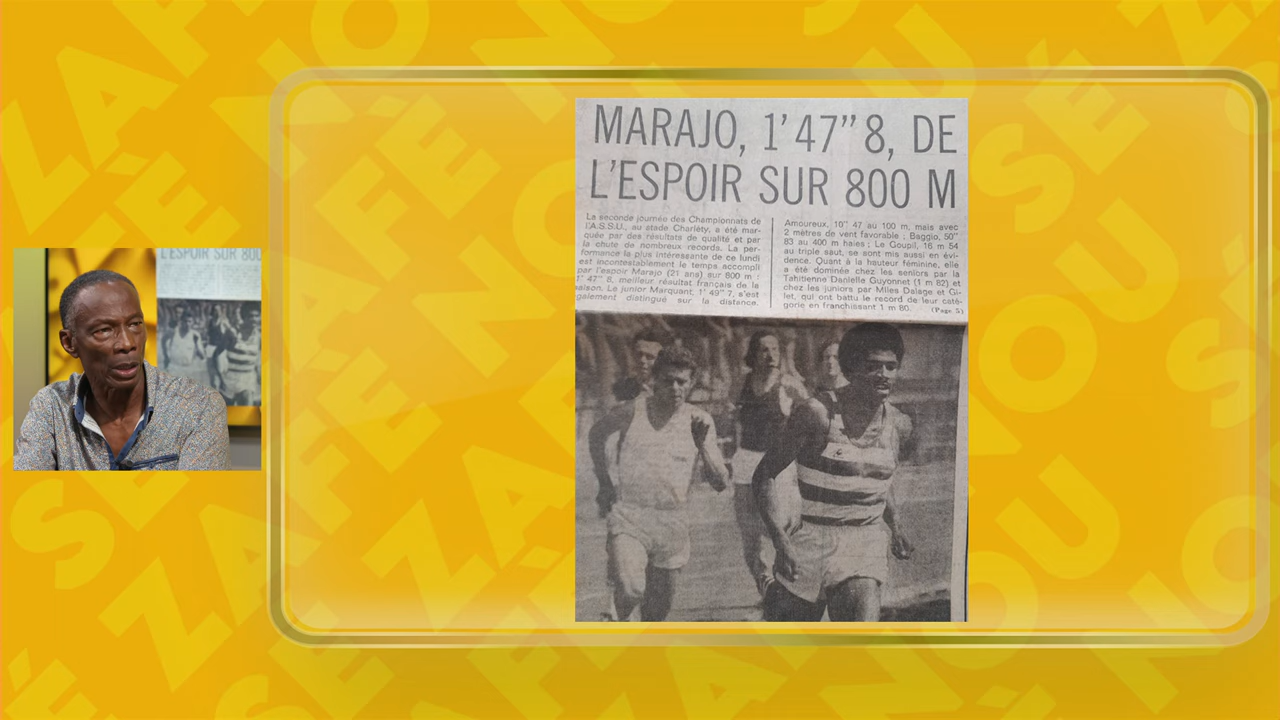 MARAJO, 1'47"8, DE
L'ESPOIR SUR 800 M
La seconde journée des Championnats de
l'A.S.S.U., au stade Charléty, a été mar-
quée par des résultats de qualité et par
la chute de nombreux records. La per-
formance la plus intéressante de ce lundi
est incontestablement le temps accompli
par l'espoir Marajo (21 ans) sur 800 m :
1' 47" 8, meilleur résultat français de la
saison. Le junior Marquant, 1' 49" 7, s'est
galement distingué sur la distance.
Amoureux, 10" 47 au 100 m, mais avec
2 mètres de vent favorable ; Baggio, 50"
83 au 400 m haies ; Le Goupil, 16 m 54
au triple saut, se sont mis aussi en évi-
dence. Quant à la hauteur féminine, elle
a été dominée chez les seniors par la
Tahitienne Danielle Guyonnet (1 m 82) et
chez les juniors par Mlles Dalage et Gi-
let, qui ont battu le record de leur caté-
gorie en franchissant 1 m 80.
(Page 5)
L'ESPOIR SUR 800
ZAFÈ NOU SÉ